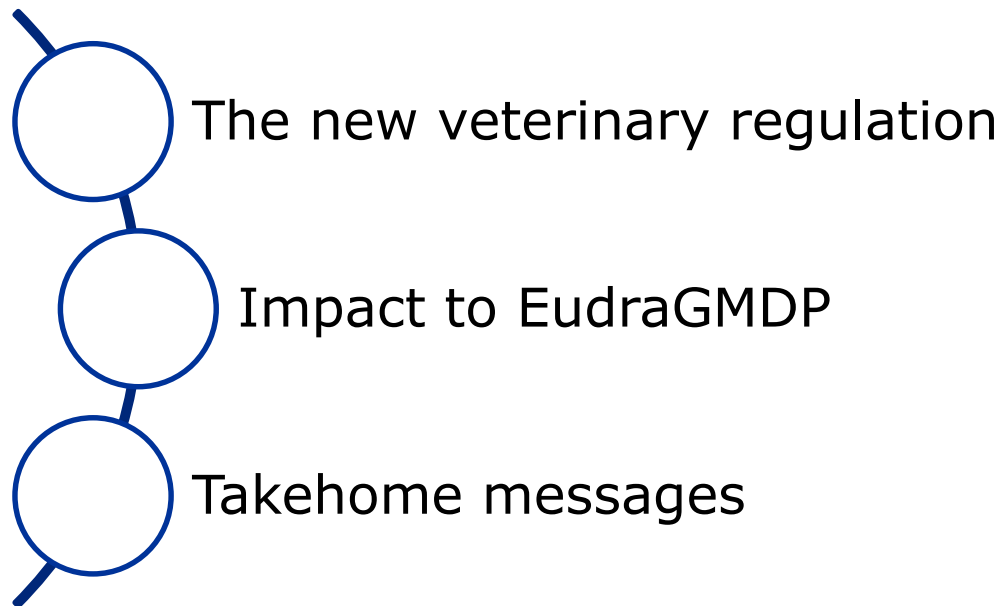 The new veterinary regulation
Impact to EudraGMDP
Takehome messages